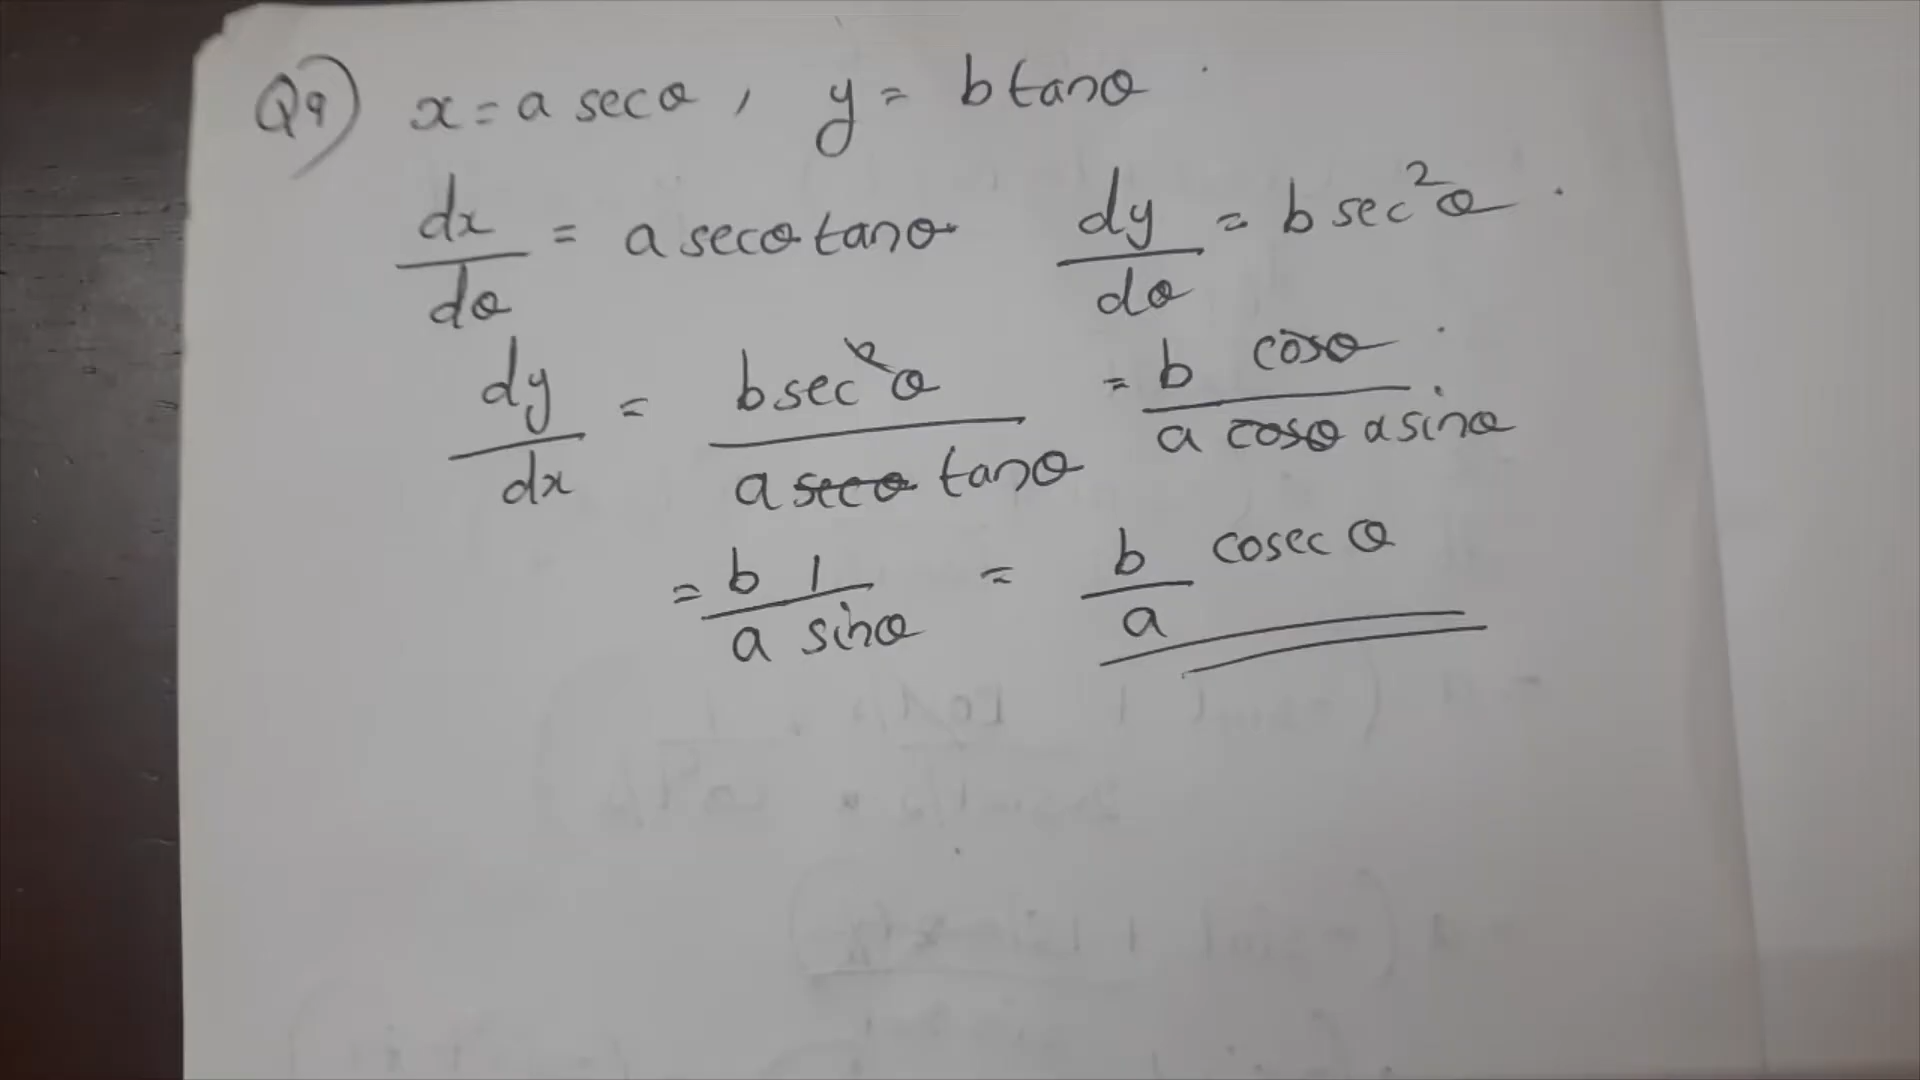 Q9) x = a secθ , y = b tanθ
dx/dθ = a secθ tanθ dy/dθ = b sec²θ
dy/dx = b sec²θ / a secθ tanθ = b cosθ / a cosθ a sinθ
= b 1 / a sinθ = b/a cosec θ